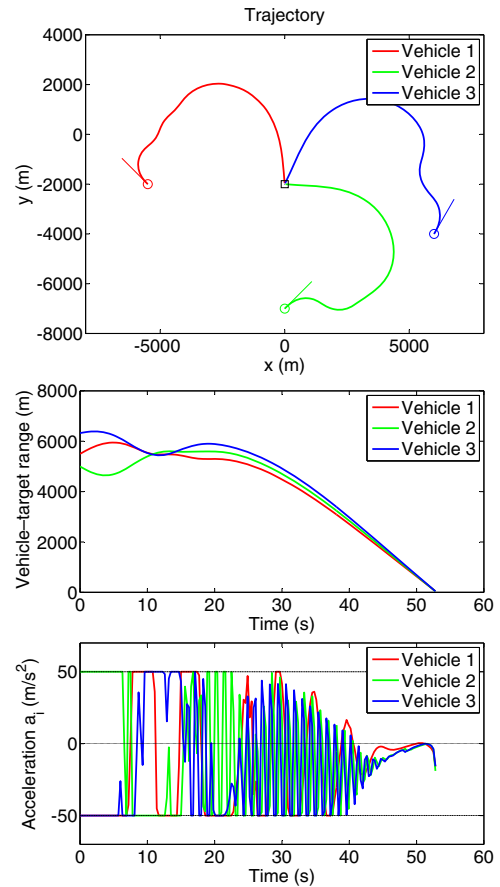 Trajectory
Vehicle 1
Vehicle 2
Vehicle 3
4000
2000
0
-2000
-4000
-6000
-8000
y (m)
-5000 0 5000
x (m)
Vehicle 1
Vehicle 2
Vehicle 3
8000
6000
4000
2000
0
Vehicle–target range (m)
0 10 20 30 40 50 60
Time (s)
Vehicle 1
Vehicle 2
Vehicle 3
50
0
-50
Acceleration a_i (m/s²)
0 10 20 30 40 50 60
Time (s)